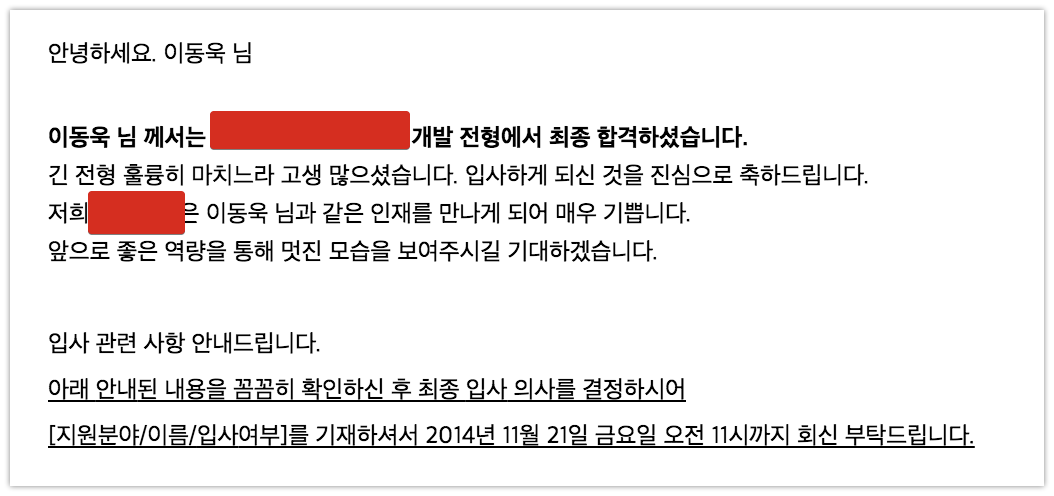 안녕하세요. 이동욱 님
이동욱 님 께서는 개발 전형에서 최종 합격하셨습니다.
긴 전형 훌륭히 마치느라 고생 많으셨습니다. 입사하게 되신 것을 진심으로 축하드립니다.
저희 은 이동욱 님과 같은 인재를 만나게 되어 매우 기쁩니다.
앞으로 좋은 역량을 통해 멋진 모습을 보여주시길 기대하겠습니다.
입사 관련 사항 안내드립니다.
아래 안내된 내용을 꼼꼼히 확인하신 후 최종 입사 의사를 결정하시어
[지원분야/이름/입사여부]를 기재하셔서 2014년 11월 21일 금요일 오전 11시까지 회신 부탁드립니다.